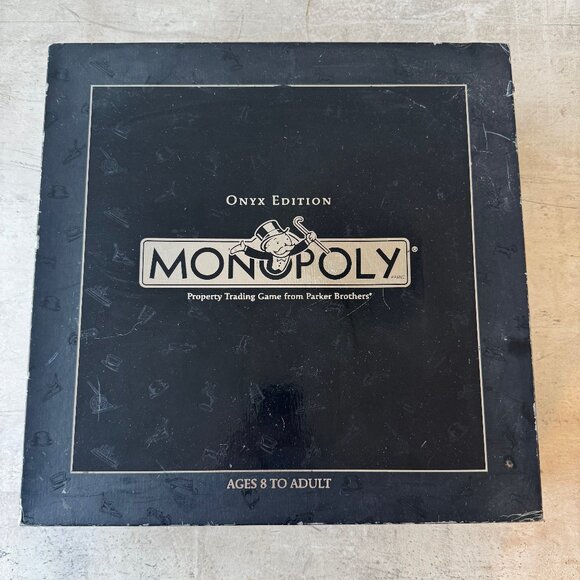 ONYX EDITION
MONOPOLY®
Property Trading Game from Parker Brothers®
AGES 8 TO ADULT